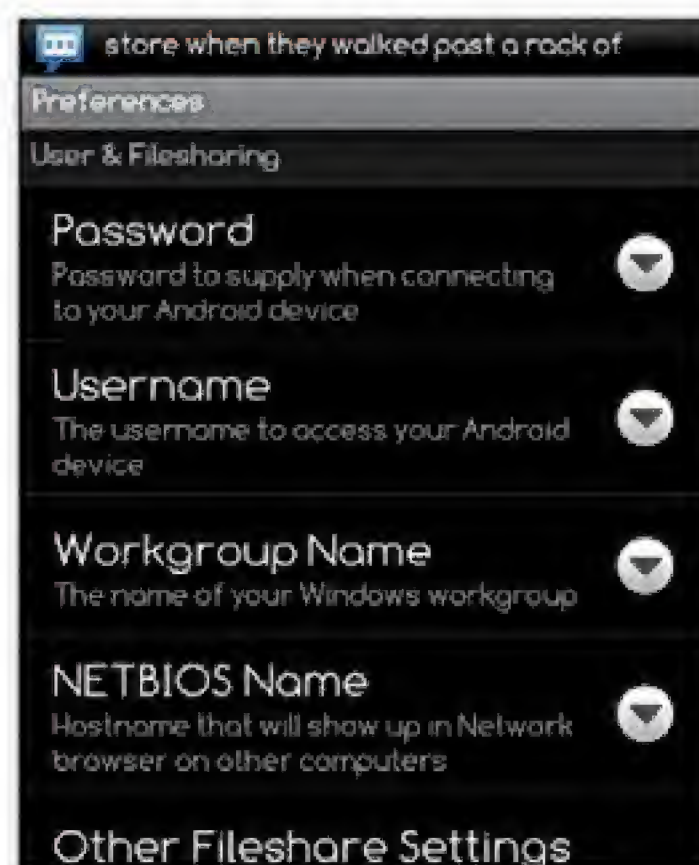 store when they walked past a rack of
Preferences
User & Filesharing
Password
Password to supply when connecting
to your Android device
Username
The username to access your Android
device
Workgroup Name
The name of your Windows workgroup
NETBIOS Name
Hostname that will show up in Network
browser on other computers
Other Fileshare Settings